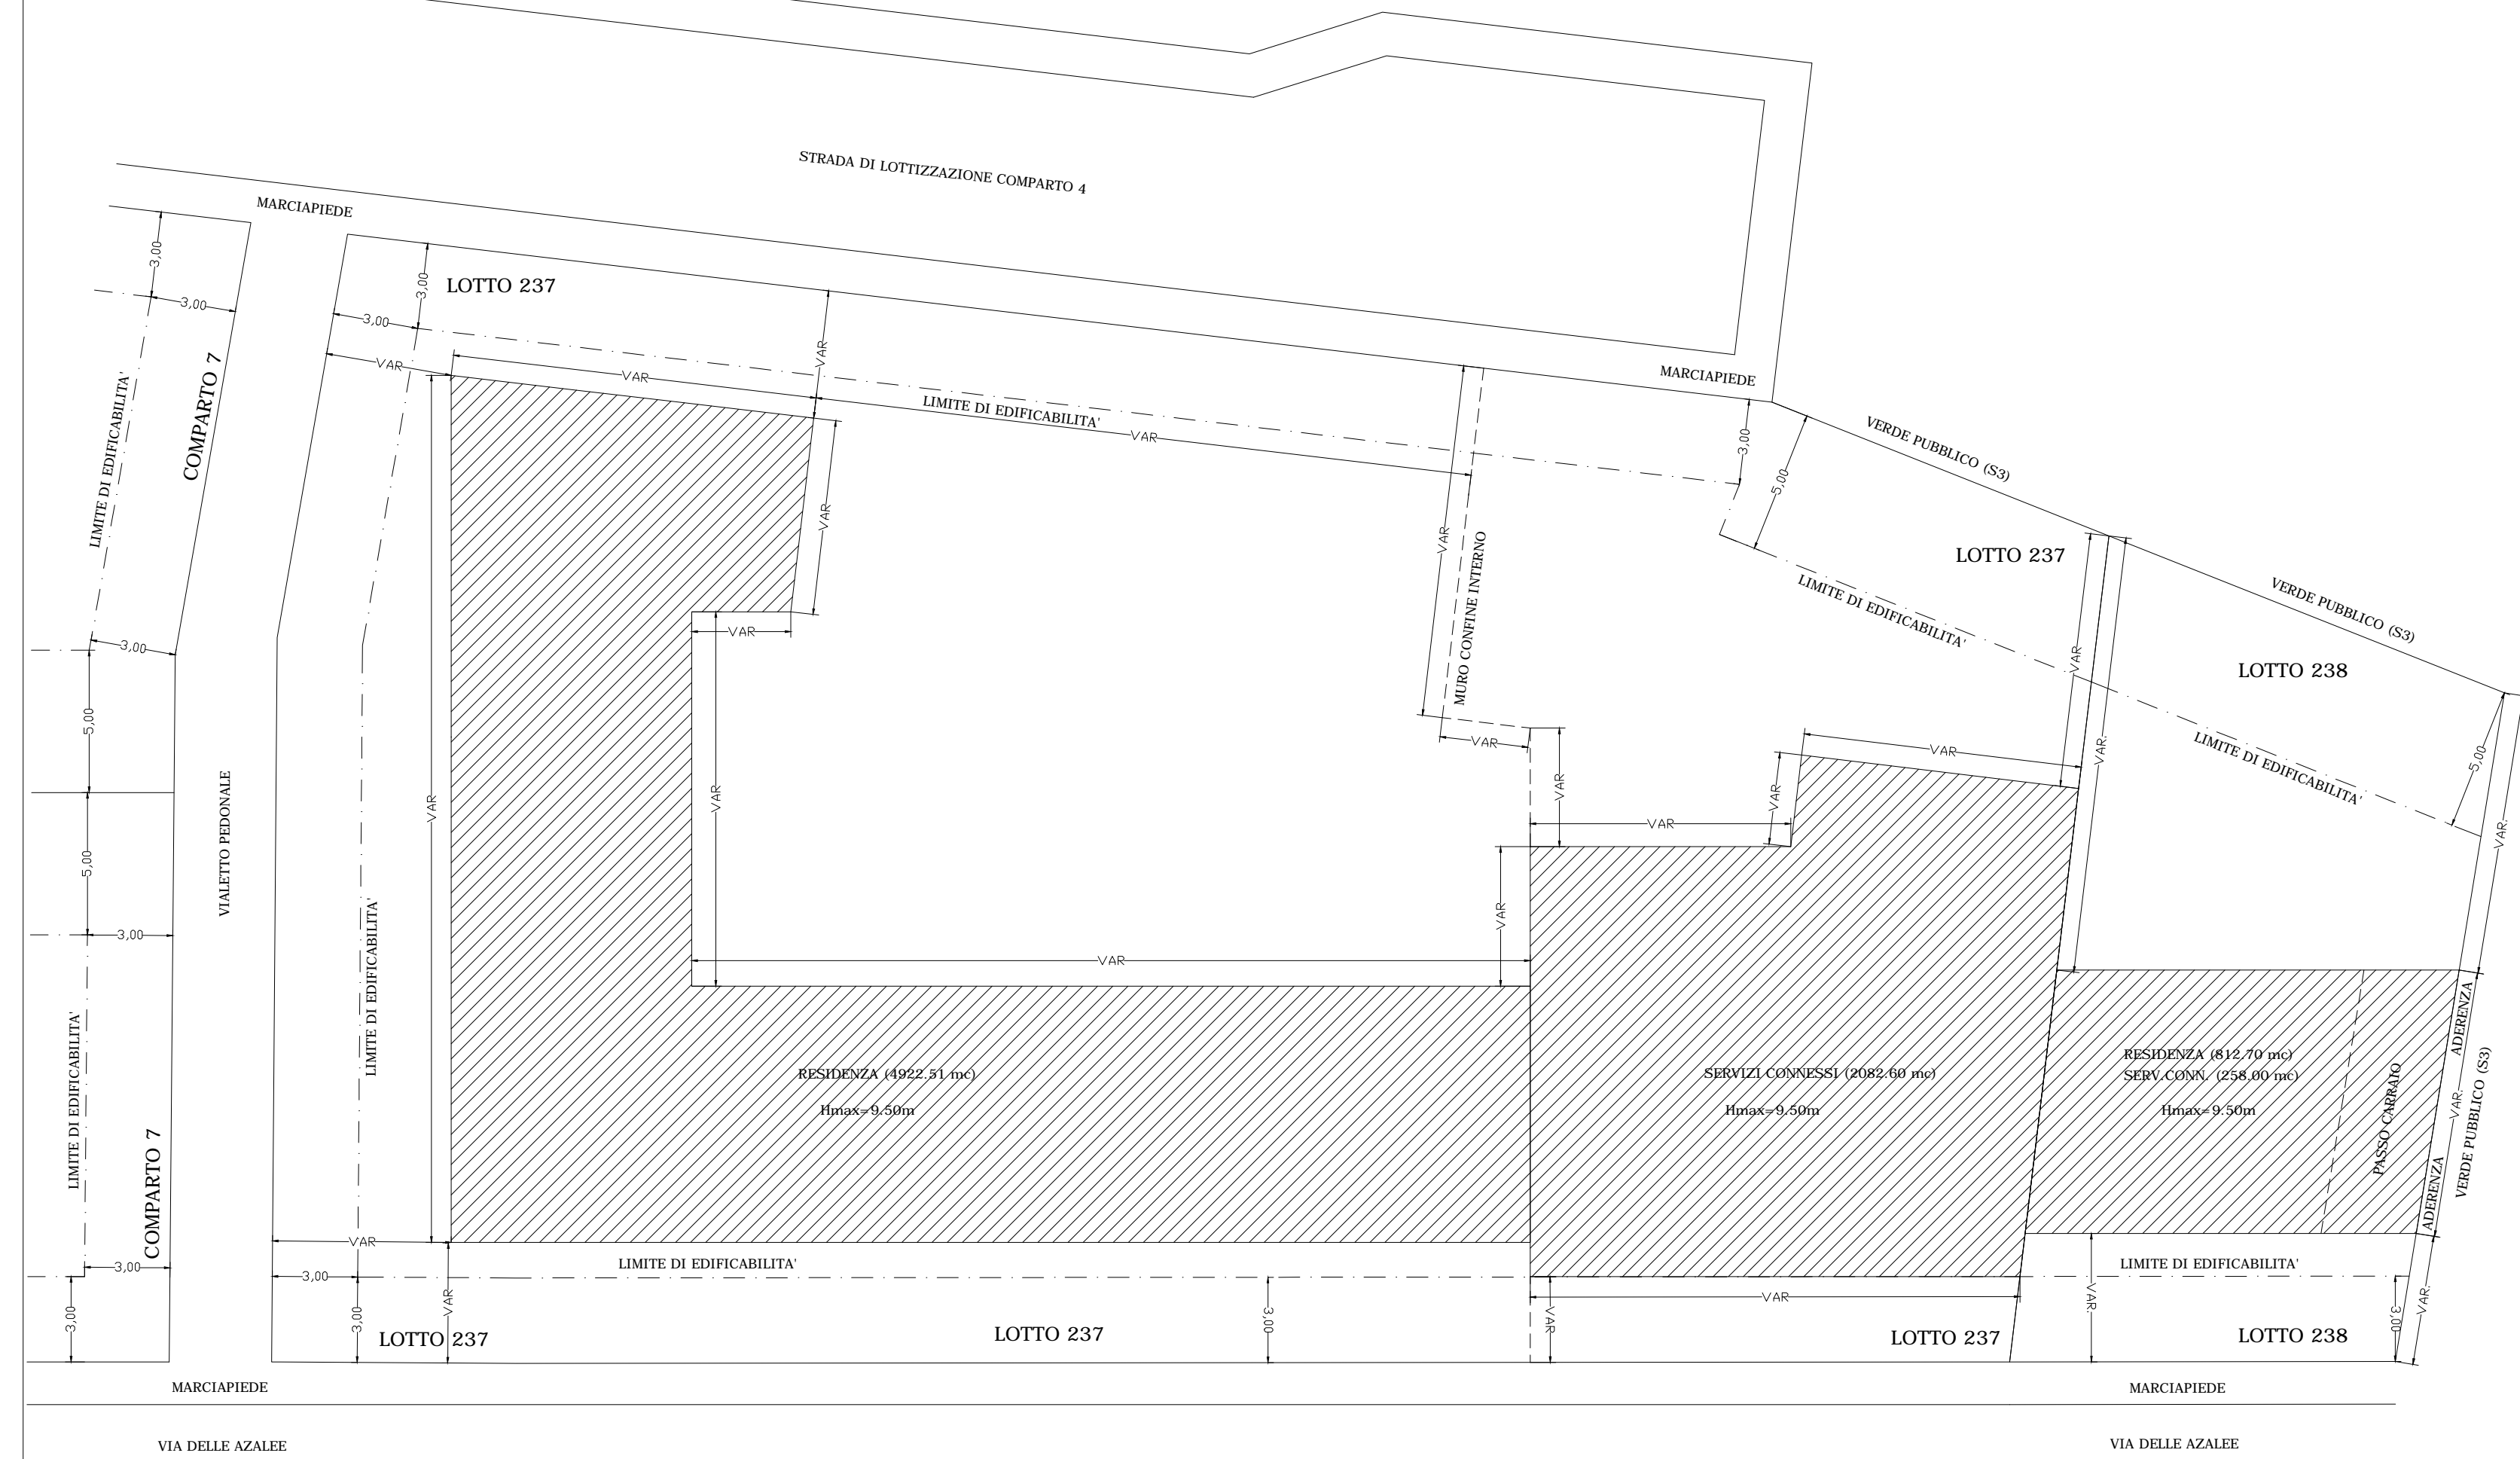 STRADA DI LOTTIZZAZIONE COMPARTO 4
MARCIAPIEDE
3,00
3,00
LOTTO 237
3,00
3,00
VAR
VAR
VAR
LIMITE DI EDIFICABILITA'
VAR
MARCIAPIEDE
3,00
5,00
VERDE PUBBLICO (S3)
COMPARTO 7
LIMITE DI EDIFICABILITA'
VAR
VAR
MURO CONFINE INTERNO
LOTTO 237
LIMITE DI EDIFICABILITA'
VERDE PUBBLICO (S3)
LOTTO 238
3,00
VAR
VAR
5,00
VAR
VAR
VAR
VAR
VAR
VAR
VAR
VAR
VAR.
LIMITE DI EDIFICABILITA'
5,00
VAR.
5,00
VIALETTO PEDONALE
VAR
VAR
3,00
LIMITE DI EDIFICABILITA'
VAR
LIMITE DI EDIFICABILITA'
COMPARTO 7
RESIDENZA (4922.51 mc)
Hmax=9.50m
SERVIZI CONNESSI (2082.60 mc)
Hmax=9.50m
RESIDENZA (812.70 mc)
SERV.CONN. (258.00 mc)
Hmax=9.50m
PASSO CARRAIO
ADERENZA
ADERENZA
VAR.
VERDE PUBBLICO (S3)
VAR
3,00
3,00
LIMITE DI EDIFICABILITA'
LIMITE DI EDIFICABILITA'
VAR
3,00
3,00
VAR
3,00
VAR
VAR.
3,00
VAR.
LOTTO 237
LOTTO 237
LOTTO 237
LOTTO 238
MARCIAPIEDE
MARCIAPIEDE
VIA DELLE AZALEE
VIA DELLE AZALEE